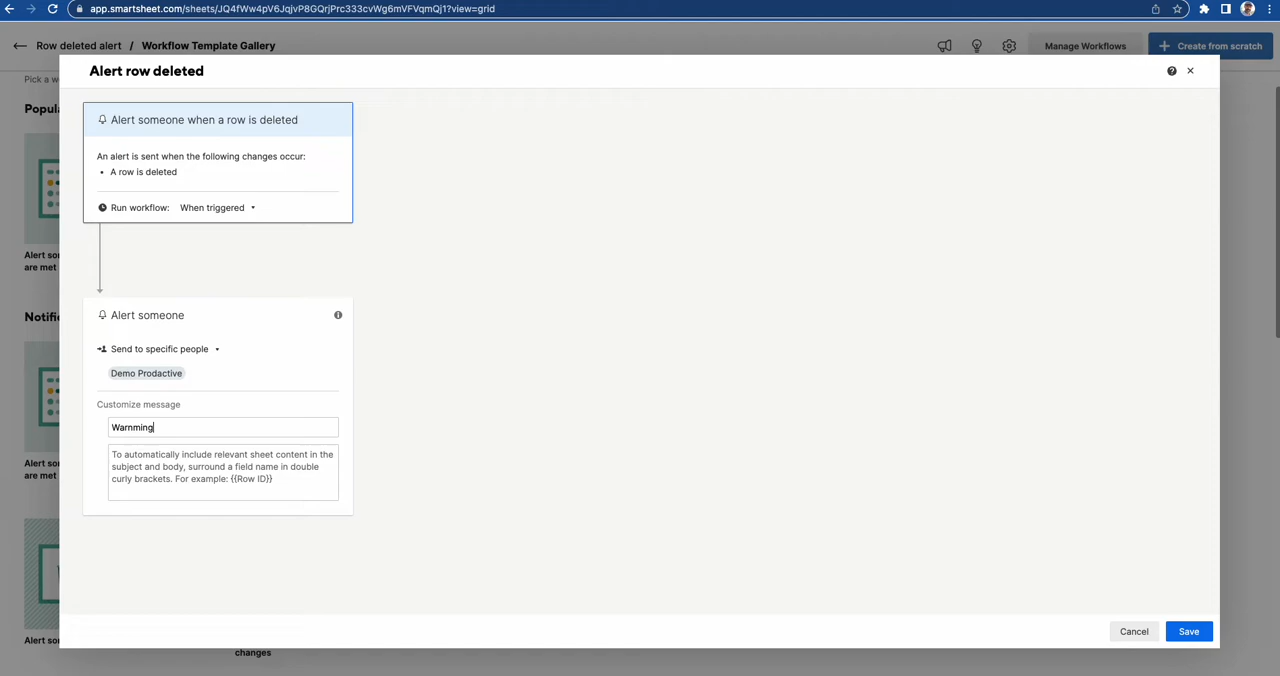 app.smartsheet.com/sheets/JQ4fWw4pV6JqjvP8GQrjPrc333cvWg6mVFVqmQj1?view=grid
Row deleted alert / Workflow Template Gallery
Manage Workflows
Create from scratch
Pick a w
Alert row deleted
Popula
Alert someone when a row is deleted
An alert is sent when the following changes occur:
• A row is deleted
Run workflow: When triggered
Alert so
are met
Notific
Alert someone
Send to specific people
Demo Prodactive
Customize message
Warnming
To automatically include relevant sheet content in the
subject and body, surround a field name in double
curly brackets. For example: {{Row ID}}
Alert so
are met
Cancel
Save
Alert so
changes